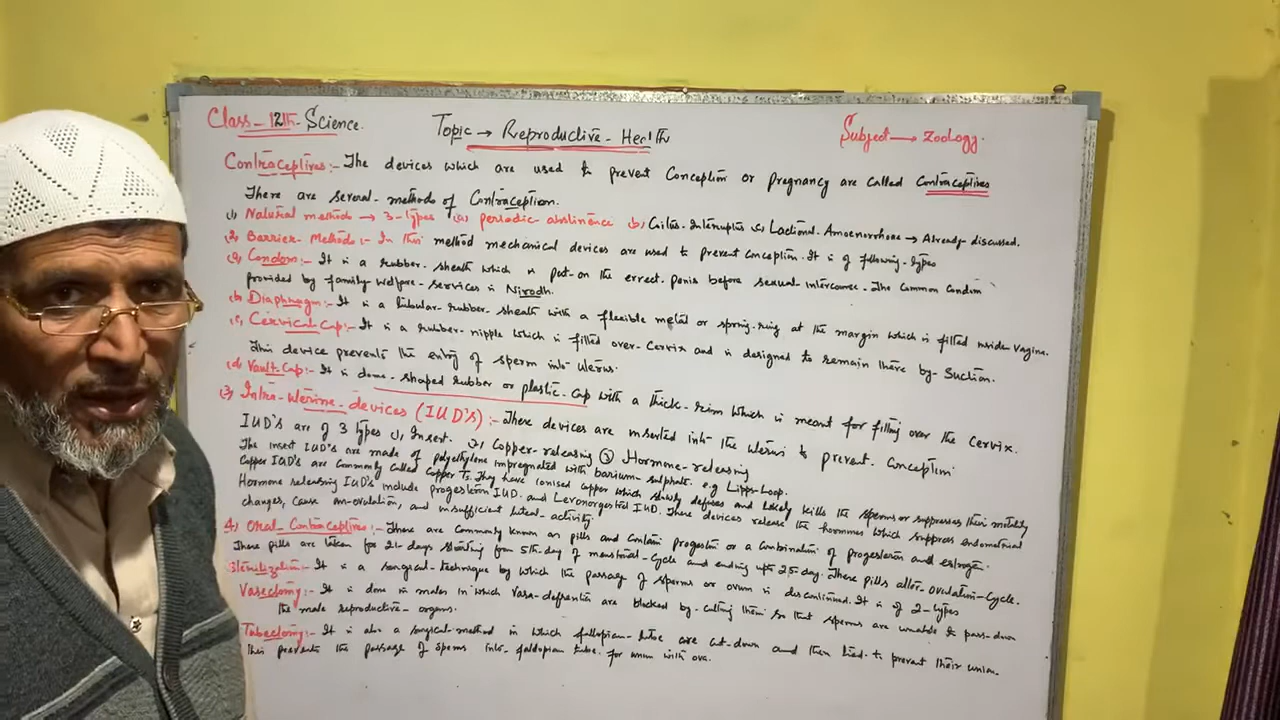 Class - 12th - Science.
Topic → Reproductive - Health
Subject → Zoology.
Contraceptives :- The devices which are used to prevent conception or pregnancy are called Contraceptives
There are several methods of Contraception.
(1) Natural methods → 3-types (a) periodic abstinence (b) Coitus-Interruptus (c) Lactional Amoenorrhoae → Already discussed.
(2) Barrier-Methods :- In this method mechanical devices are used to prevent conception. It is of following-types
(a) Condom :- It is a rubber sheath which is put-on the errect-Penis before sexual intercourse. The common condom
provided by family welfare-services is Nirodh.
(b) Diaphragm :- It is a tubular-rubber-sheath with a flexible metal or spring-ring at the margin which is fitted inside vagina.
(c) Cervical Cap :- It is a rubber-nipple which is fitted over-cervix and is designed to remain there by-Suction.
This device prevents the entry of sperm into uterus.
(d) Vault-Cap :- It is dome-shaped rubber or plastic-cap with a thick-rim which is meant for fitting over the cervix.
(3) Intra-uterine-devices (IUD's) :- These devices are inserted into the uterus to prevent conception.
IUD's are of 3 types (1) Insert. (2) Copper-releasing (3) Hormone-releasing
The insert IUD's are made of polyethylene impregnated with barium-sulphate. e.g Lipps-Loop.
Copper IUD's are commonly called Copper Ts. They have ionised copper which slowly defuses and kills the sperms or suppresses their motility
Hormone releasing IUD's include progestron IUD. and Levonorgestrel IUD. These devices release the hormones which suppress endometrial
changes, cause an-ovulation, and insufficient luteal-activity.
4) Oral-Contraceptives :- These are commonly known as pills and contain progestin or a combination of progesteron and estrogen.
These pills are taken for 21-days starting from 5th-day of menstrual-cycle and ending upto 25 day. These pills alter-ovulation-cycle.
Sterilization :- It is a surgical-technique by which the passage of sperms or ovum is discontinued. It is of 2-types
Vasectomy :- It is done in males in which Vasa-defrentia are blocked by-cutting them so that sperms are unable to pass-down
the male reproductive-organs.
Tubectomy :- It is also a surgical-method in which fallopian-tube are cut-down and then tied-to prevent their union.
This prevents the passage of sperms into-fallopian tube. for union with ova.